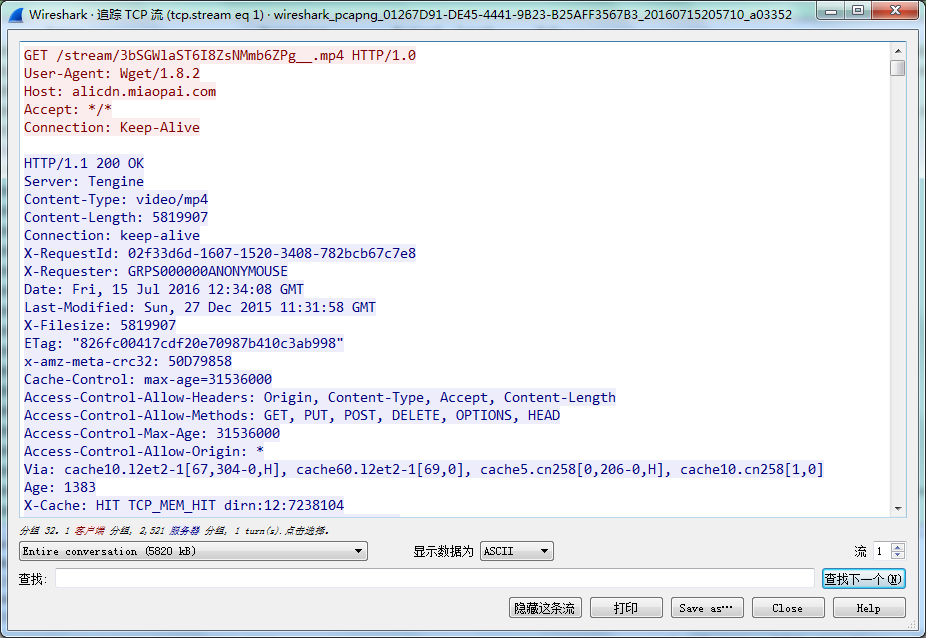 Wireshark · 追踪 TCP 流 (tcp.stream eq 1) · wireshark_pcapng_01267D91-DE45-4441-9B23-B25AFF3567B3_20160715205710_a03352
GET /stream/3bSGWlaST6I8ZsNMmb6ZPg__.mp4 HTTP/1.0
User-Agent: Wget/1.8.2
Host: alicdn.miaopai.com
Accept: */*
Connection: Keep-Alive
HTTP/1.1 200 OK
Server: Tengine
Content-Type: video/mp4
Content-Length: 5819907
Connection: keep-alive
X-RequestId: 02f33d6d-1607-1520-3408-782bcb67c7e8
X-Requester: GRPS000000ANONYMOUSE
Date: Fri, 15 Jul 2016 12:34:08 GMT
Last-Modified: Sun, 27 Dec 2015 11:31:58 GMT
X-Filesize: 5819907
ETag: "826fc00417cdf20e70987b410c3ab998"
x-amz-meta-crc32: 50D79858
Cache-Control: max-age=31536000
Access-Control-Allow-Headers: Origin, Content-Type, Accept, Content-Length
Access-Control-Allow-Methods: GET, PUT, POST, DELETE, OPTIONS, HEAD
Access-Control-Max-Age: 31536000
Access-Control-Allow-Origin: *
Via: cache10.l2et2-1[67,304-0,H], cache60.l2et2-1[69,0], cache5.cn258[0,206-0,H], cache10.cn258[1,0]
Age: 1383
X-Cache: HIT TCP_MEM_HIT dirn:12:7238104
分组 32. 1 客户端 分组, 2,521 服务器 分组, 1 turn(s).点击选择.
Entire conversation (5820 kB) 显示数据为 ASCII 流 1
查找: 查找下一个(N)
隐藏这条流 打印 Save as… Close Help